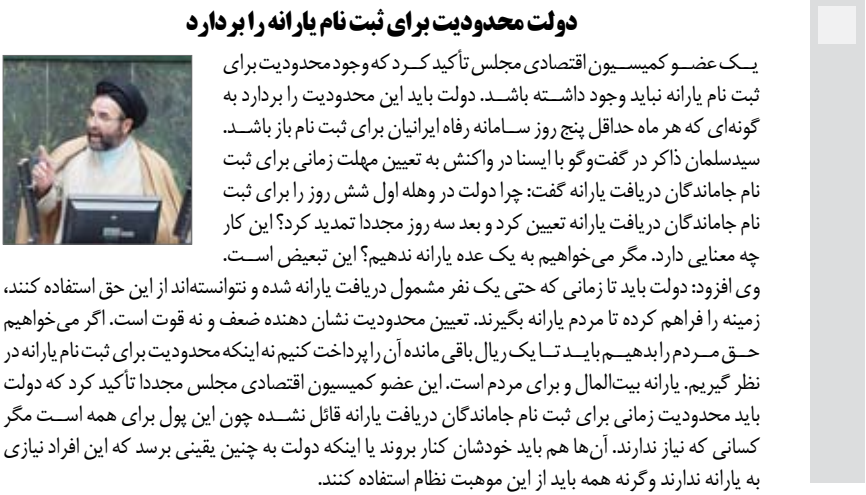 دولت محدودیت برای ثبت نام یارانه را بردارد
یک عضو کمیسیون اقتصادی مجلس تأکید کرد که وجود محدودیت برای
ثبت نام یارانه نباید وجود داشته باشد. دولت باید این محدودیت را بردارد به
گونه‌ای که هر ماه حداقل پنج روز سامانه رفاه ایرانیان برای ثبت نام باز باشد.
سیدسلمان ذاکر در گفت‌وگو با ایسنا در واکنش به تعیین مهلت زمانی برای ثبت
نام جاماندگان دریافت یارانه گفت: چرا دولت در وهله اول شش روز را برای ثبت
نام جاماندگان دریافت یارانه تعیین کرد و بعد سه روز مجددا تمدید کرد؟ این کار
چه معنایی دارد. مگر می‌خواهیم به یک عده یارانه ندهیم؟ این تبعیض است.
وی افزود: دولت باید تا زمانی که حتی یک نفر مشمول دریافت یارانه شده و نتوانسته‌اند از این حق استفاده کنند،
زمینه را فراهم کرده تا مردم یارانه بگیرند. تعیین محدودیت نشان دهنده ضعف و نه قوت است. اگر می‌خواهیم
حق مردم را بدهیم باید تا یک ریال باقی مانده آن را پرداخت کنیم نه اینکه محدودیت برای ثبت نام یارانه در
نظر گیریم. یارانه بیت‌المال و برای مردم است. این عضو کمیسیون اقتصادی مجلس مجددا تأکید کرد که دولت
باید محدودیت زمانی برای ثبت نام جاماندگان دریافت یارانه قائل نشده چون این پول برای همه است مگر
کسانی که نیاز ندارند. آن‌ها هم باید خودشان کنار بروند یا اینکه دولت به چنین یقینی برسد که این افراد نیازی
به یارانه ندارند وگرنه همه باید از این موهبت نظام استفاده کنند.